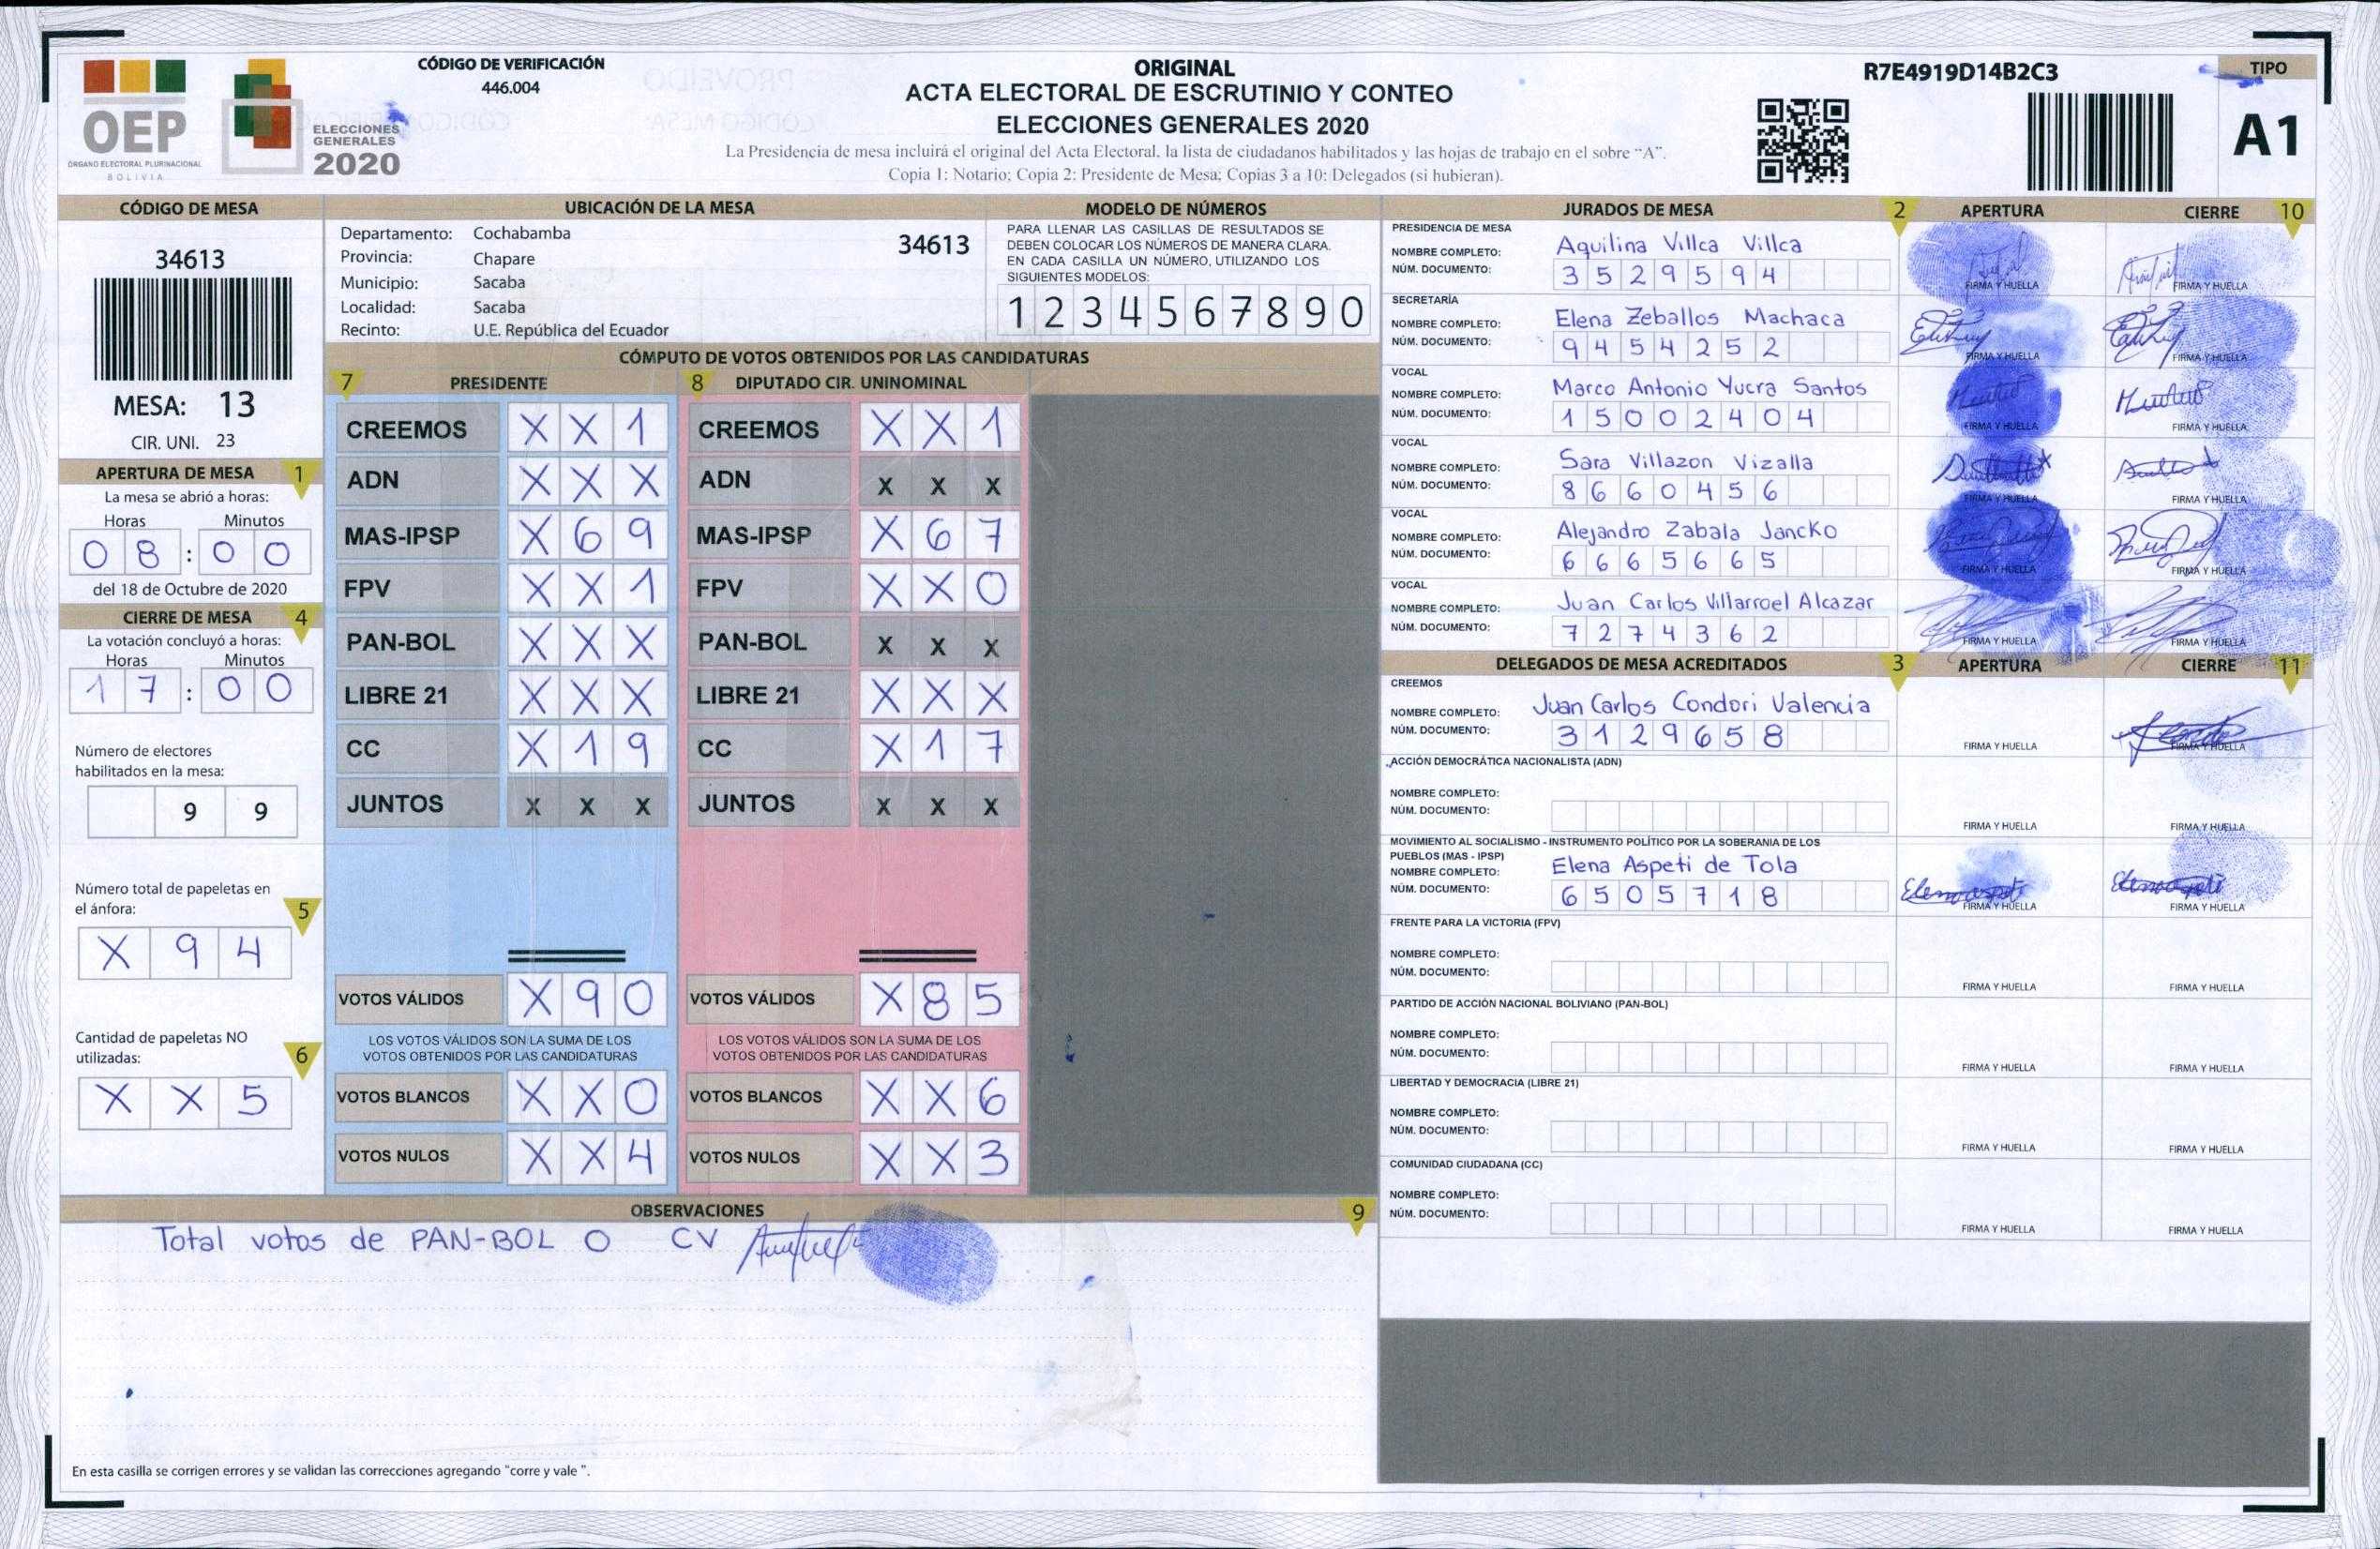 CÓDIGO DE VERIFICACIÓN
446.004
OEP
ÓRGANO ELECTORAL PLURINACIONAL
BOLIVIA
ELECCIONES
GENERALES
2020
ORIGINAL
ACTA ELECTORAL DE ESCRUTINIO Y CONTEO
ELECCIONES GENERALES 2020
La Presidencia de mesa incluirá el original del Acta Electoral, la lista de ciudadanos habilitados y las hojas de trabajo en el sobre "A".
Copia 1: Notario; Copia 2: Presidente de Mesa; Copias 3 a 10: Delegados (si hubieran).
R7E4919D14B2C3
TIPO
A1
CÓDIGO DE MESA
34613
MESA: 13
CIR. UNI. 23
APERTURA DE MESA 1
La mesa se abrió a horas:
Horas Minutos
0 8 : 0 0
del 18 de Octubre de 2020
CIERRE DE MESA 4
La votación concluyó a horas:
Horas Minutos
1 7 : 0 0
Número de electores
habilitados en la mesa:
9 9
Número total de papeletas en
el ánfora: 5
X 9 4
Cantidad de papeletas NO
utilizadas: 6
X X 5
UBICACIÓN DE LA MESA
Departamento: Cochabamba
34613
Provincia: Chapare
Municipio: Sacaba
Localidad: Sacaba
Recinto: U.E. República del Ecuador
MODELO DE NÚMEROS
PARA LLENAR LAS CASILLAS DE RESULTADOS SE
DEBEN COLOCAR LOS NÚMEROS DE MANERA CLARA.
EN CADA CASILLA UN NÚMERO, UTILIZANDO LOS
SIGUIENTES MODELOS:
1 2 3 4 5 6 7 8 9 0
CÓMPUTO DE VOTOS OBTENIDOS POR LAS CANDIDATURAS
7 PRESIDENTE 8 DIPUTADO CIR. UNINOMINAL
CREEMOS X X 1 CREEMOS X X 1
ADN X X X ADN X X X
MAS-IPSP X 6 9 MAS-IPSP X 6 7
FPV X X 1 FPV X X 0
PAN-BOL X X X PAN-BOL X X X
LIBRE 21 X X X LIBRE 21 X X X
CC X 1 9 CC X 1 7
JUNTOS X X X JUNTOS X X X
VOTOS VÁLIDOS X 9 0 VOTOS VÁLIDOS X 8 5
LOS VOTOS VÁLIDOS SON LA SUMA DE LOS LOS VOTOS VÁLIDOS SON LA SUMA DE LOS
VOTOS OBTENIDOS POR LAS CANDIDATURAS VOTOS OBTENIDOS POR LAS CANDIDATURAS
VOTOS BLANCOS X X 0 VOTOS BLANCOS X X 6
VOTOS NULOS X X 4 VOTOS NULOS X X 3
OBSERVACIONES 9
Total votos de PAN-BOL 0 CV
En esta casilla se corrigen errores y se validan las correcciones agregando "corre y vale ".
JURADOS DE MESA 2 APERTURA CIERRE 10
PRESIDENCIA DE MESA
NOMBRE COMPLETO: Aquilina Villca Villca
NÚM. DOCUMENTO: 3 5 2 9 5 9 4
FIRMA Y HUELLA FIRMA Y HUELLA
SECRETARÍA
NOMBRE COMPLETO: Elena Zeballos Machaca
NÚM. DOCUMENTO: 9 4 5 4 2 5 2
FIRMA Y HUELLA FIRMA Y HUELLA
VOCAL
NOMBRE COMPLETO: Marco Antonio Yucra Santos
NÚM. DOCUMENTO: 1 5 0 0 2 4 0 4
FIRMA Y HUELLA FIRMA Y HUELLA
VOCAL
NOMBRE COMPLETO: Sara Villazon Vizalla
NÚM. DOCUMENTO: 8 6 6 0 4 5 6
FIRMA Y HUELLA FIRMA Y HUELLA
VOCAL
NOMBRE COMPLETO: Alejandro Zabala Jancko
NÚM. DOCUMENTO: 6 6 6 5 6 6 5
FIRMA Y HUELLA FIRMA Y HUELLA
VOCAL
NOMBRE COMPLETO: Juan Carlos Villarroel Alcazar
NÚM. DOCUMENTO: 7 2 7 4 3 6 2
FIRMA Y HUELLA FIRMA Y HUELLA
DELEGADOS DE MESA ACREDITADOS 3 APERTURA CIERRE 11
CREEMOS
NOMBRE COMPLETO: Juan Carlos Condori Valencia
NÚM. DOCUMENTO: 3 1 2 9 6 5 8
FIRMA Y HUELLA FIRMA Y HUELLA
ACCIÓN DEMOCRÁTICA NACIONALISTA (ADN)
NOMBRE COMPLETO:
NÚM. DOCUMENTO:
FIRMA Y HUELLA FIRMA Y HUELLA
MOVIMIENTO AL SOCIALISMO - INSTRUMENTO POLÍTICO POR LA SOBERANIA DE LOS
PUEBLOS (MAS - IPSP)
NOMBRE COMPLETO: Elena Aspeti de Tola
NÚM. DOCUMENTO: 6 5 0 5 7 1 8
FIRMA Y HUELLA FIRMA Y HUELLA
FRENTE PARA LA VICTORIA (FPV)
NOMBRE COMPLETO:
NÚM. DOCUMENTO:
FIRMA Y HUELLA FIRMA Y HUELLA
PARTIDO DE ACCIÓN NACIONAL BOLIVIANO (PAN-BOL)
NOMBRE COMPLETO:
NÚM. DOCUMENTO:
FIRMA Y HUELLA FIRMA Y HUELLA
LIBERTAD Y DEMOCRACIA (LIBRE 21)
NOMBRE COMPLETO:
NÚM. DOCUMENTO:
FIRMA Y HUELLA FIRMA Y HUELLA
COMUNIDAD CIUDADANA (CC)
NOMBRE COMPLETO:
NÚM. DOCUMENTO:
FIRMA Y HUELLA FIRMA Y HUELLA